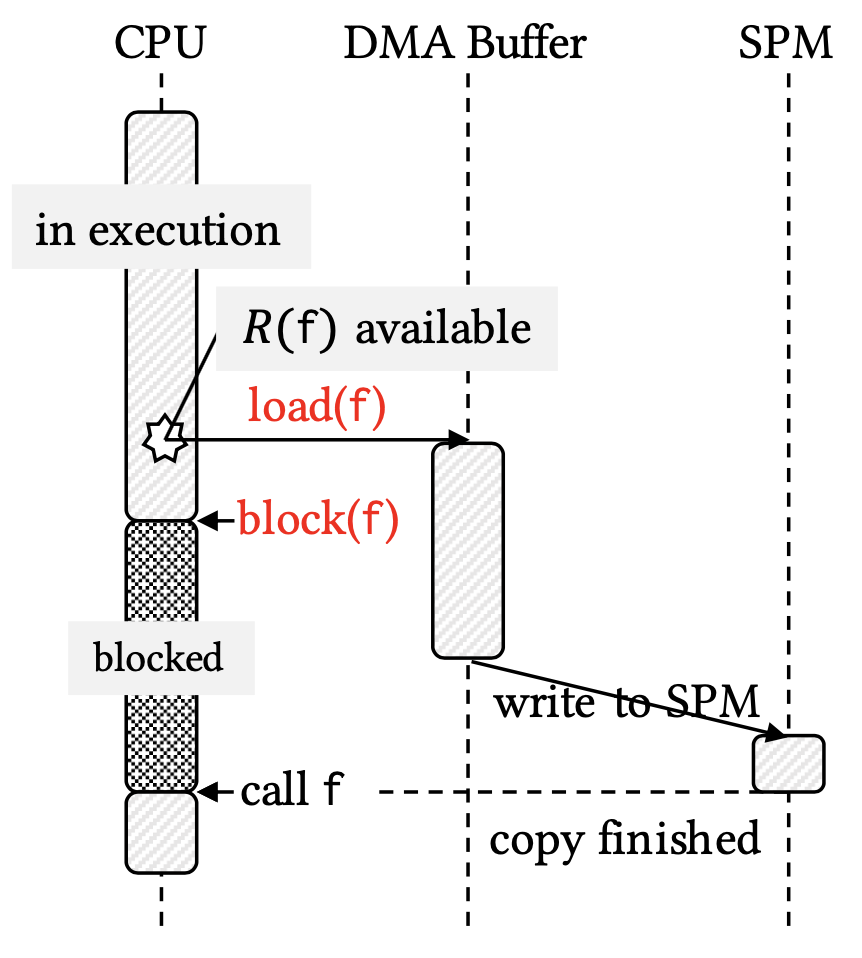 CPU
DMA Buffer
SPM
in execution
R(f) available
load(f)
block(f)
blocked
write to SPM
call f
copy finished